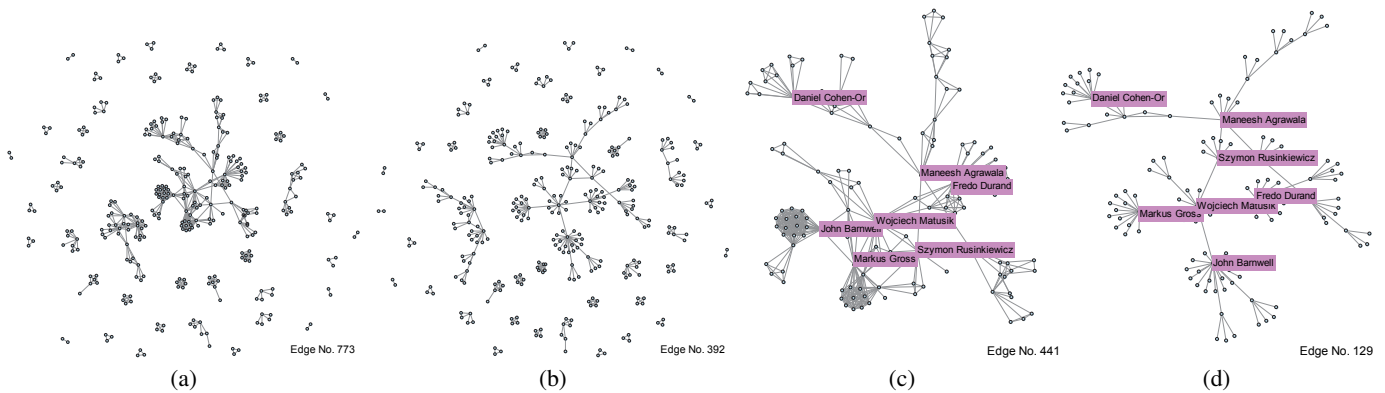 Daniel Cohen-Or
Maneesh Agrawala
Fredo Durand
Wojciech Matusik
John Barnwell
Szymon Rusinkiewicz
Markus Gross
Daniel Cohen-Or
Maneesh Agrawala
Szymon Rusinkiewicz
Fredo Durand
Wojciech Matusik
Markus Gross
John Barnwell
Edge No. 773
Edge No. 392
Edge No. 441
Edge No. 129
(a)
(b)
(c)
(d)